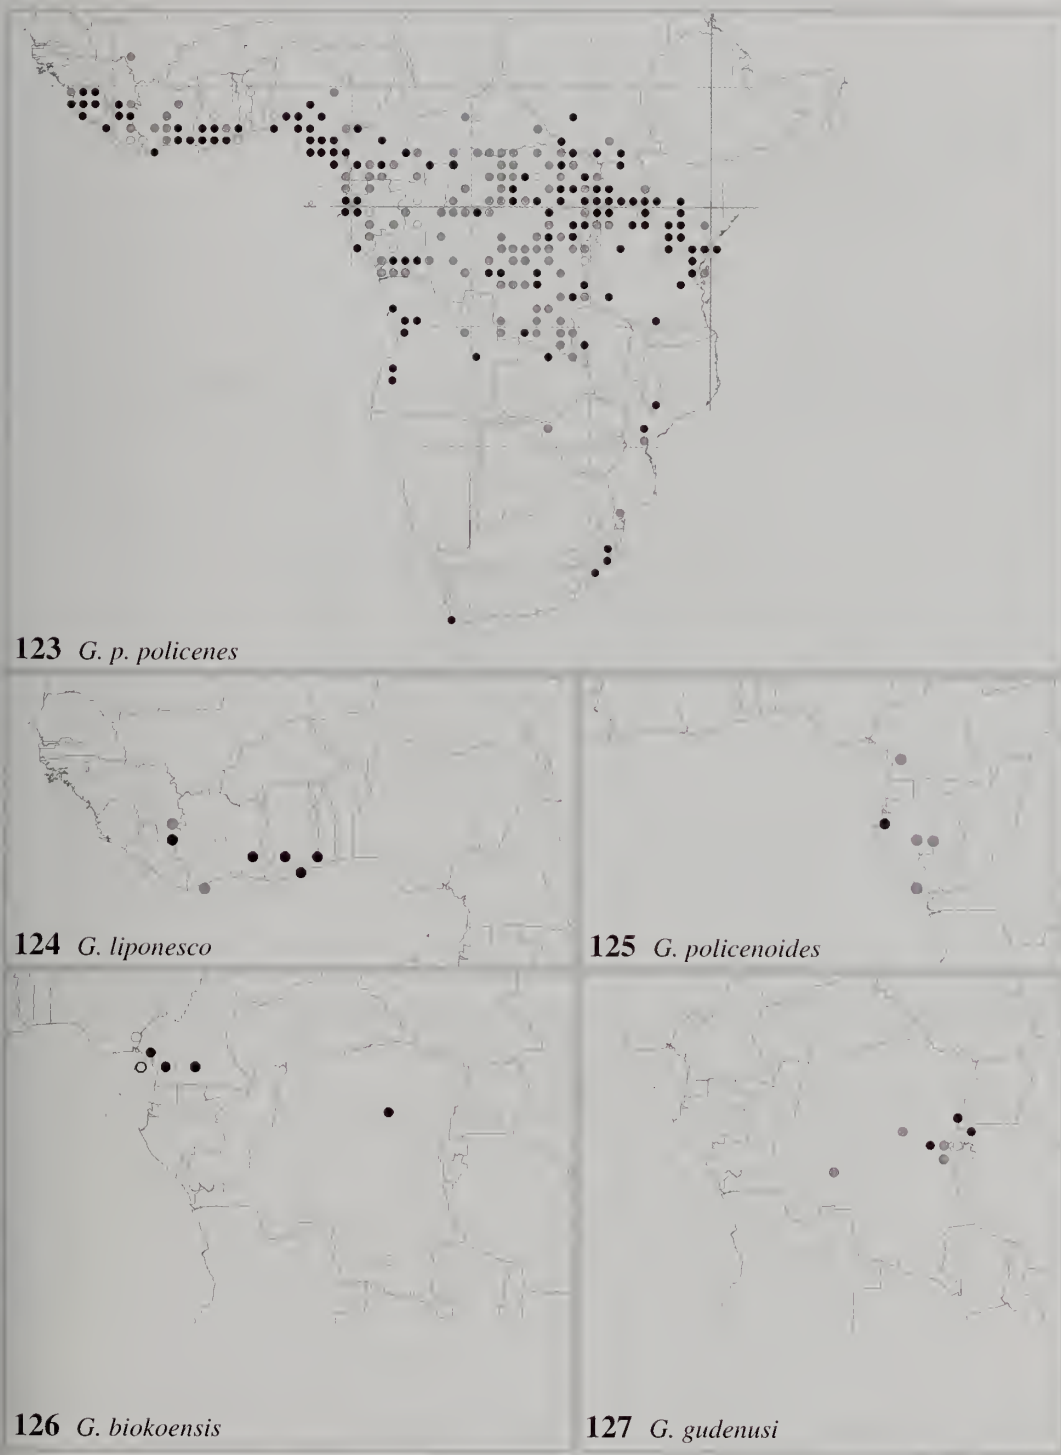 123 G. p. policenes
124 G. liponesco
125 G. policenoides
126 G. biokoensis
127 G. gudenusi